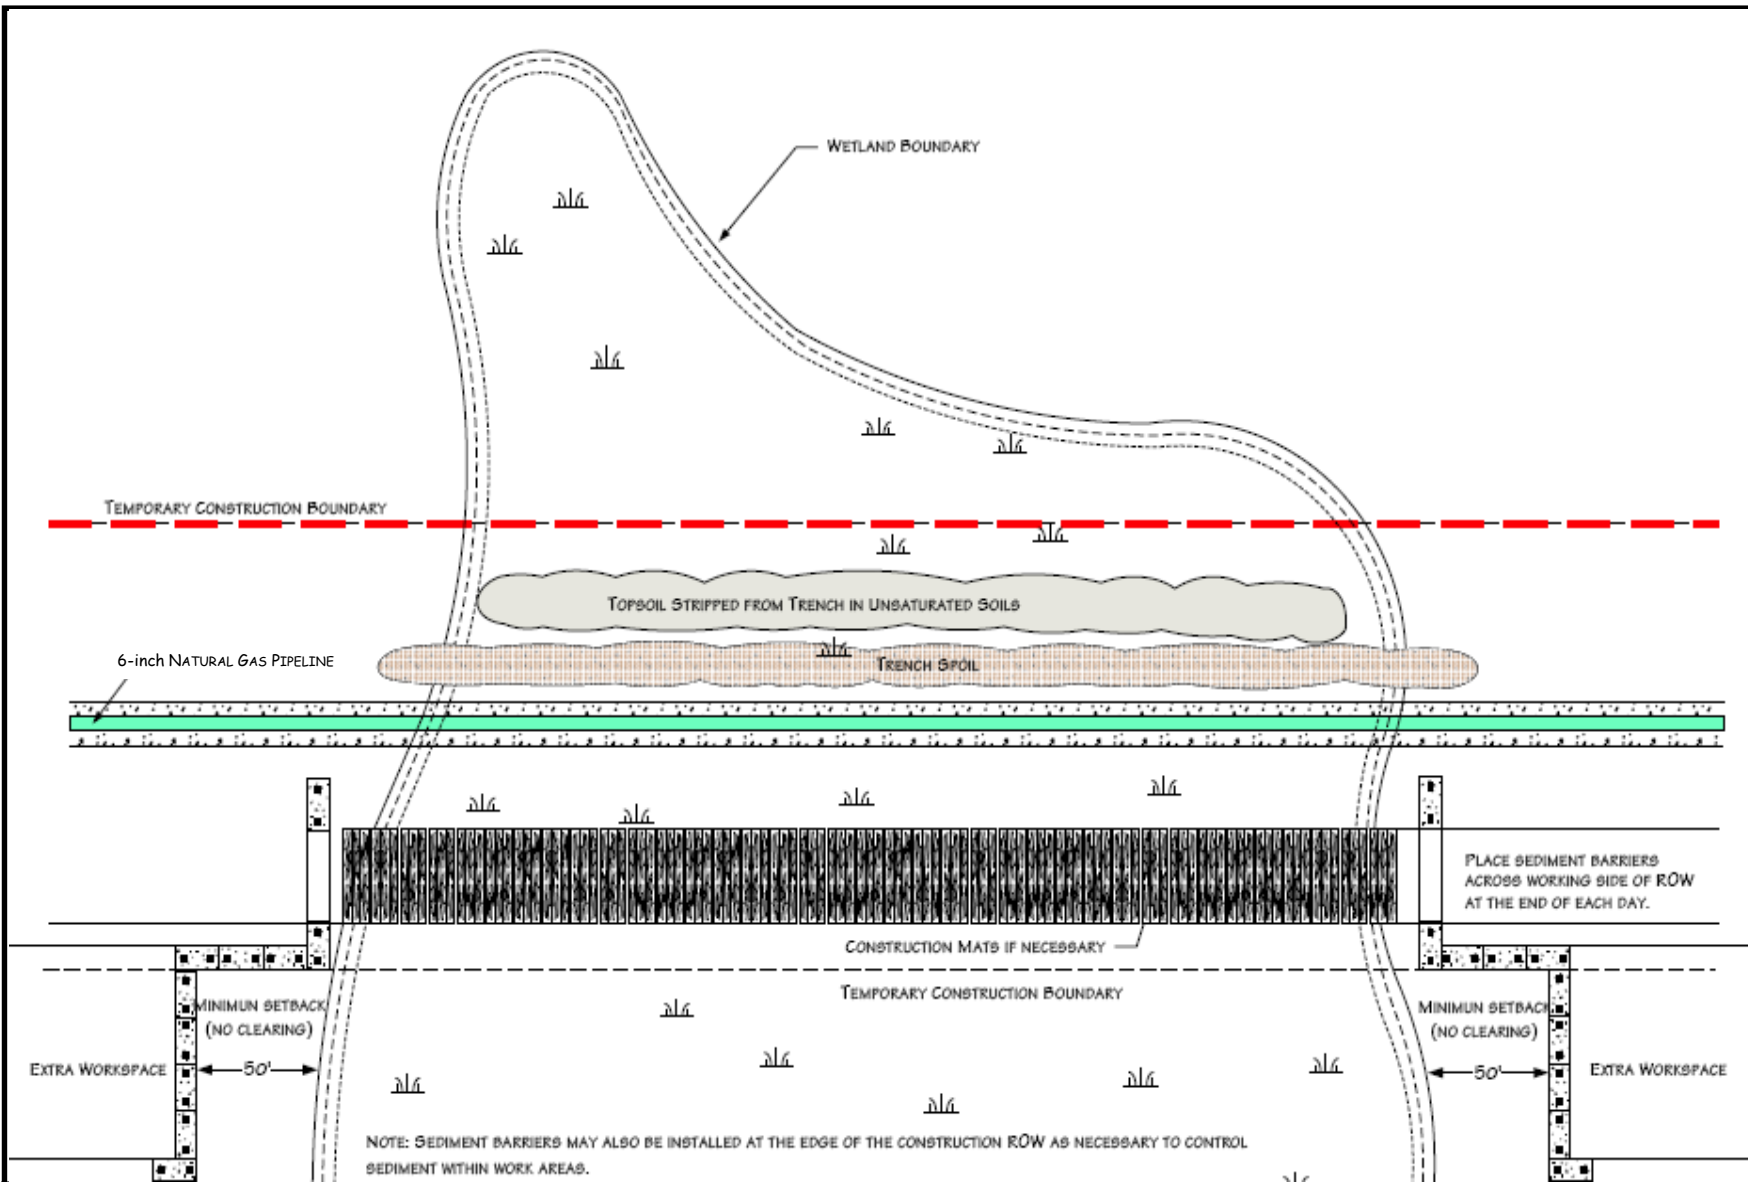 Wetland Boundary
Temporary Construction Boundary
Topsoil Stripped from Trench in Unsaturated Soils
6-inch Natural Gas Pipeline
Trench Spoil
Place sediment barriers
across working side of ROW
at the end of each day.
Construction Mats if necessary
Temporary Construction Boundary
Minimun setback
(no clearing)
Minimun setback
(no clearing)
Extra Workspace
50'
50'
Extra Workspace
Note: Sediment barriers may also be installed at the edge of the construction ROW as necessary to control
sediment within work areas.